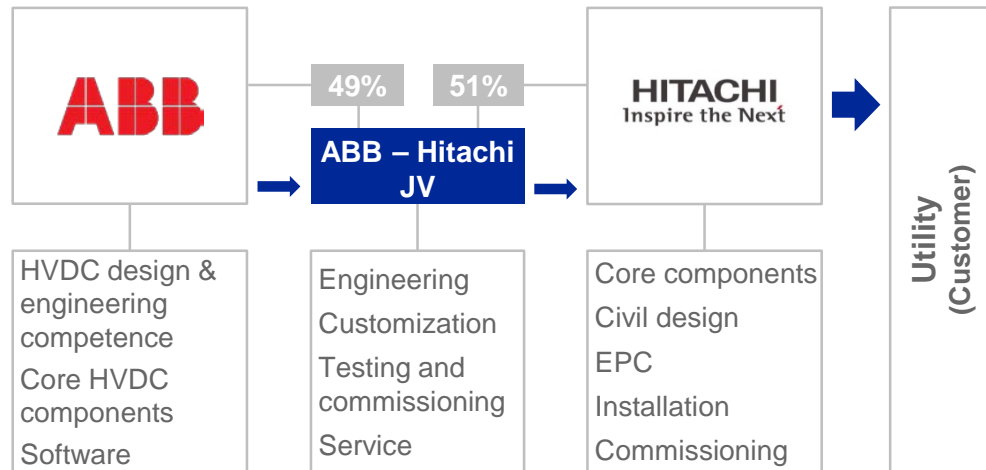 ABB
49%
51%
HITACHI
Inspire the Next
ABB – Hitachi
JV
HVDC design &
engineering
competence
Core HVDC
components
Software
Engineering
Customization
Testing and
commissioning
Service
Core components
Civil design
EPC
Installation
Commissioning
Utility
(Customer)